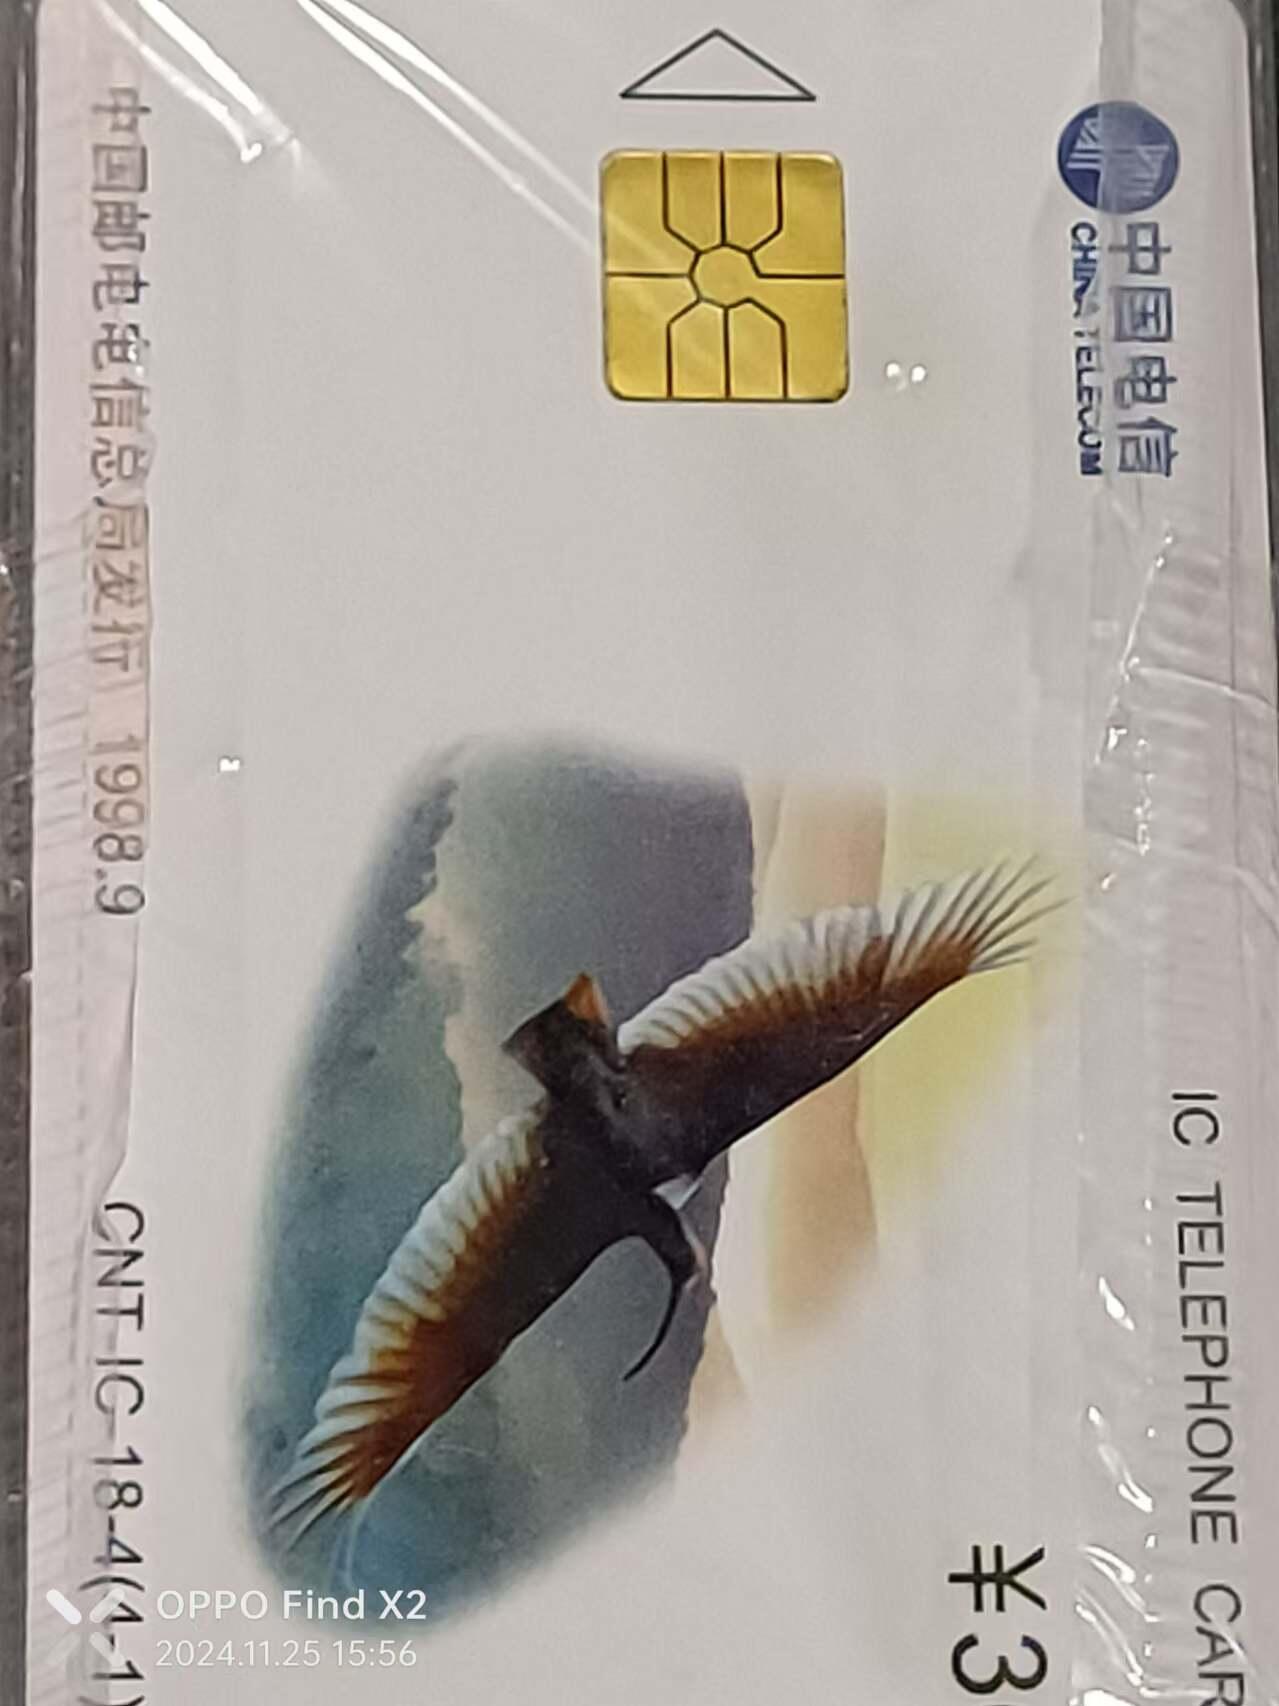 中国电信
CHINA TELECOM
IC TELEPHONE CAR
¥3
中国邮电电信总局发行 1998.9
CNT-IC-18-4(4-1)
OPPO Find X2
2024.11.25 15:56